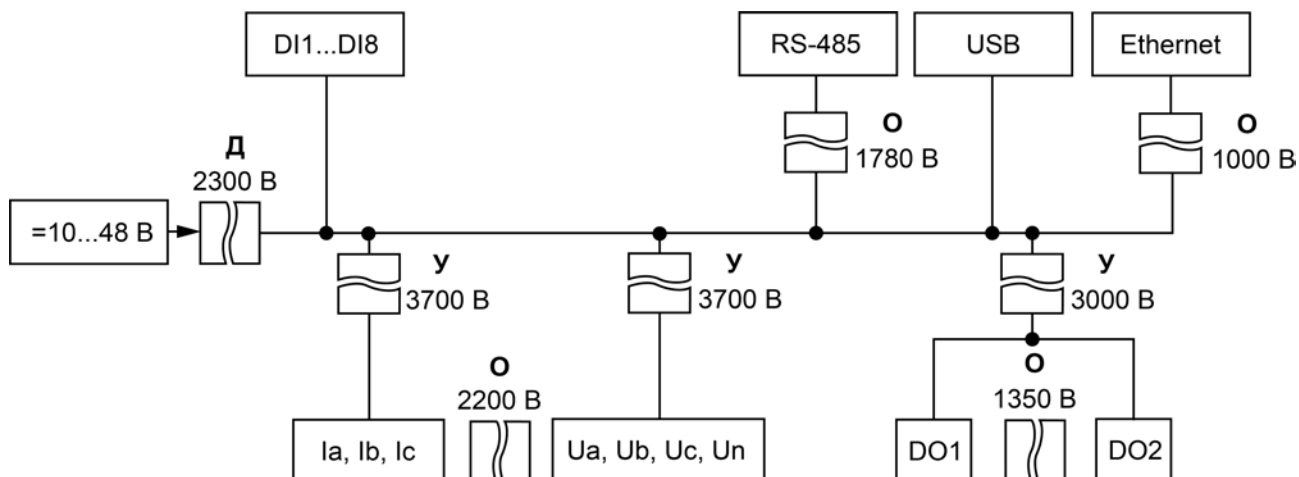 DI1...DI8
RS-485
USB
Ethernet
Д
2300 В
О
1780 В
О
1000 В
=10...48 В
У
3700 В
У
3700 В
У
3000 В
О
2200 В
О
1350 В
Ia, Ib, Ic
Ua, Ub, Uc, Un
DO1
DO2